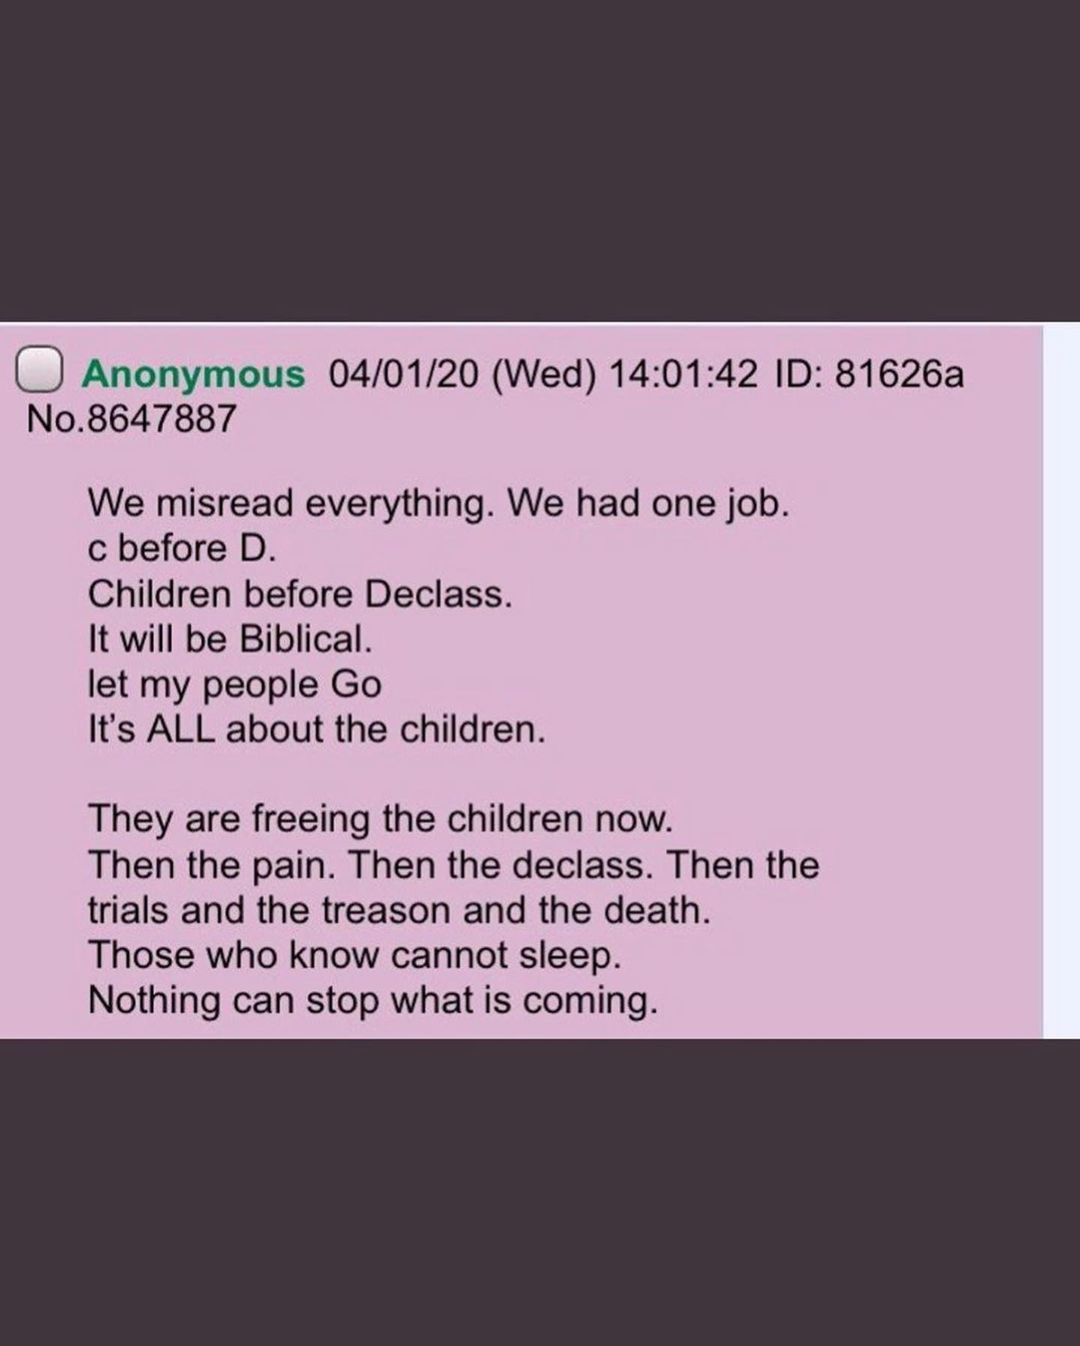 Anonymous 04/01/20 (Wed) 14:01:42 ID: 81626a
No.8647887
We misread everything. We had one job.
c before D.
Children before Declass.
It will be Biblical.
let my people Go
It’s ALL about the children.
They are freeing the children now.
Then the pain. Then the declass. Then the
trials and the treason and the death.
Those who know cannot sleep.
Nothing can stop what is coming.